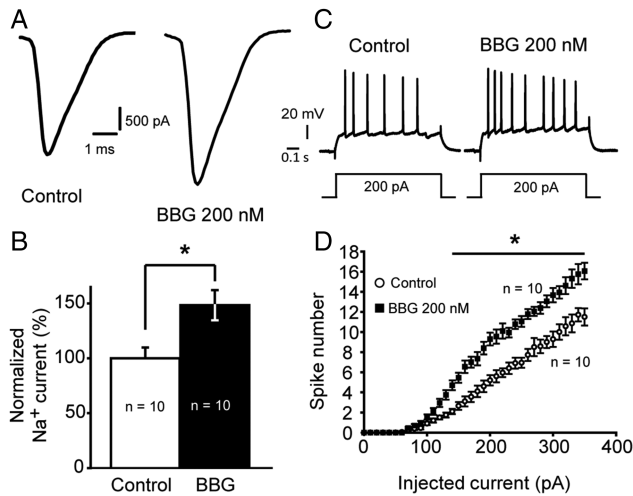 A
500 pA
1 ms
Control
BBG 200 nM
C
Control
BBG 200 nM
20 mV
0.1 s
200 pA
200 pA
B
*
Normalized
Na+ current (%)
150
100
50
0
n = 10
n = 10
Control
BBG
D
*
Spike number
18
16
14
12
10
8
6
4
2
0
Control
BBG 200 nM
n = 10
n = 10
0
100
200
300
400
Injected current (pA)